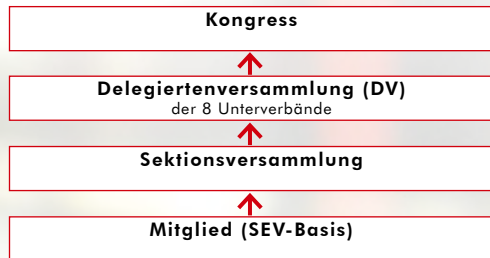 Kongress
Delegiertenversammlung (DV)
der 8 Unterverbände
Sektionsversammlung
Mitglied (SEV-Basis)